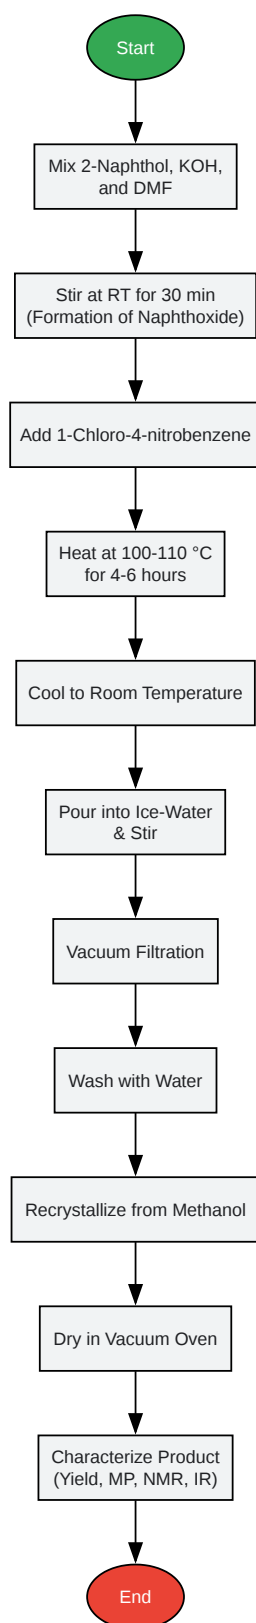 Start
Mix 2-Naphthol, KOH,
and DMF
Stir at RT for 30 min
(Formation of Naphthoxide)
Add 1-Chloro-4-nitrobenzene
Heat at 100-110 °C
for 4-6 hours
Cool to Room Temperature
Pour into Ice-Water
& Stir
Vacuum Filtration
Wash with Water
Recrystallize from Methanol
Dry in Vacuum Oven
Characterize Product
(Yield, MP, NMR, IR)
End